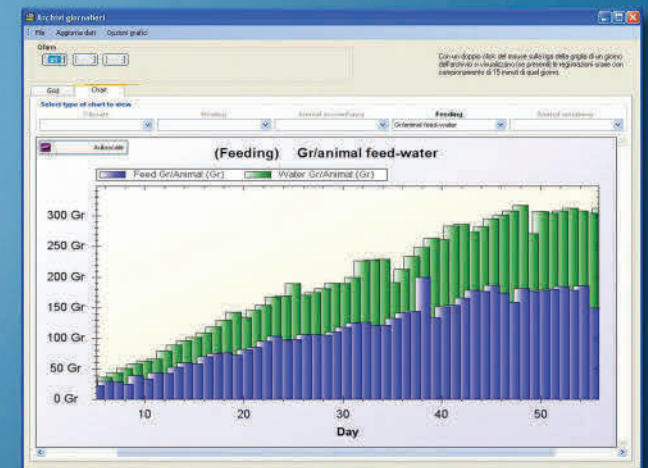 Archivi giornalieri
File Aggiorna dati Opzioni grafici
Con un doppio click del mouse sulla riga della griglia di un giorno
dell'archivio si visualizzano (se presenti) le registrazioni orarie con
campionamento di 15 minuti di quel giorno.
Grid Chart
Select type of chart to view
Climate Feeding
Gr/animal feed-water
Autoscale
(Feeding) Gr/animal feed-water
Feed Gr/Animal (Gr) Water Gr/Animal (Gr)
300 Gr
250 Gr
200 Gr
150 Gr
100 Gr
50 Gr
0 Gr
10 20 30 40 50
Day